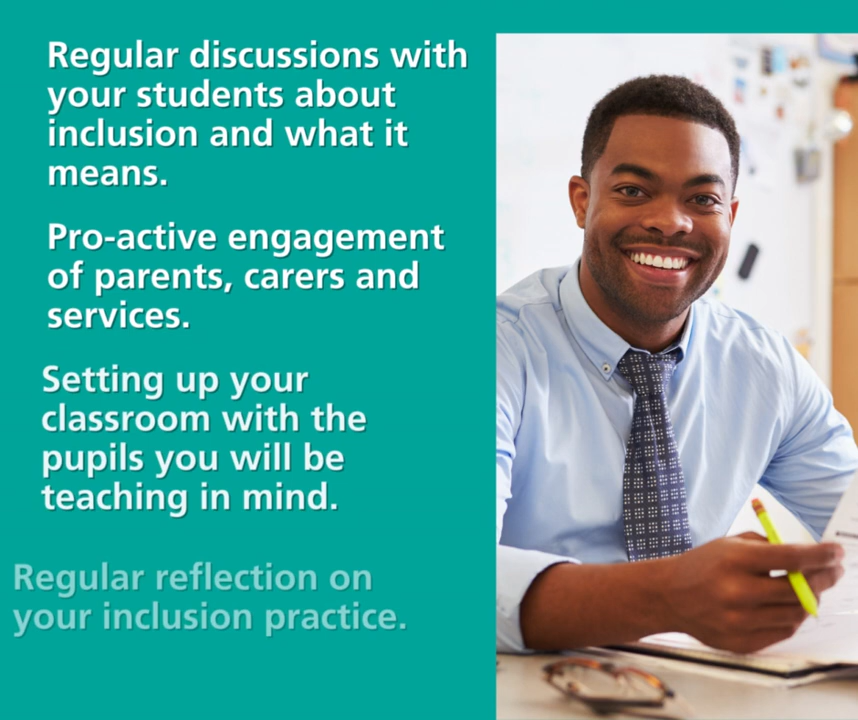 Regular discussions with
your students about
inclusion and what it
means.
Pro-active engagement
of parents, carers and
services.
Setting up your
classroom with the
pupils you will be
teaching in mind.
Regular reflection on
your inclusion practice.